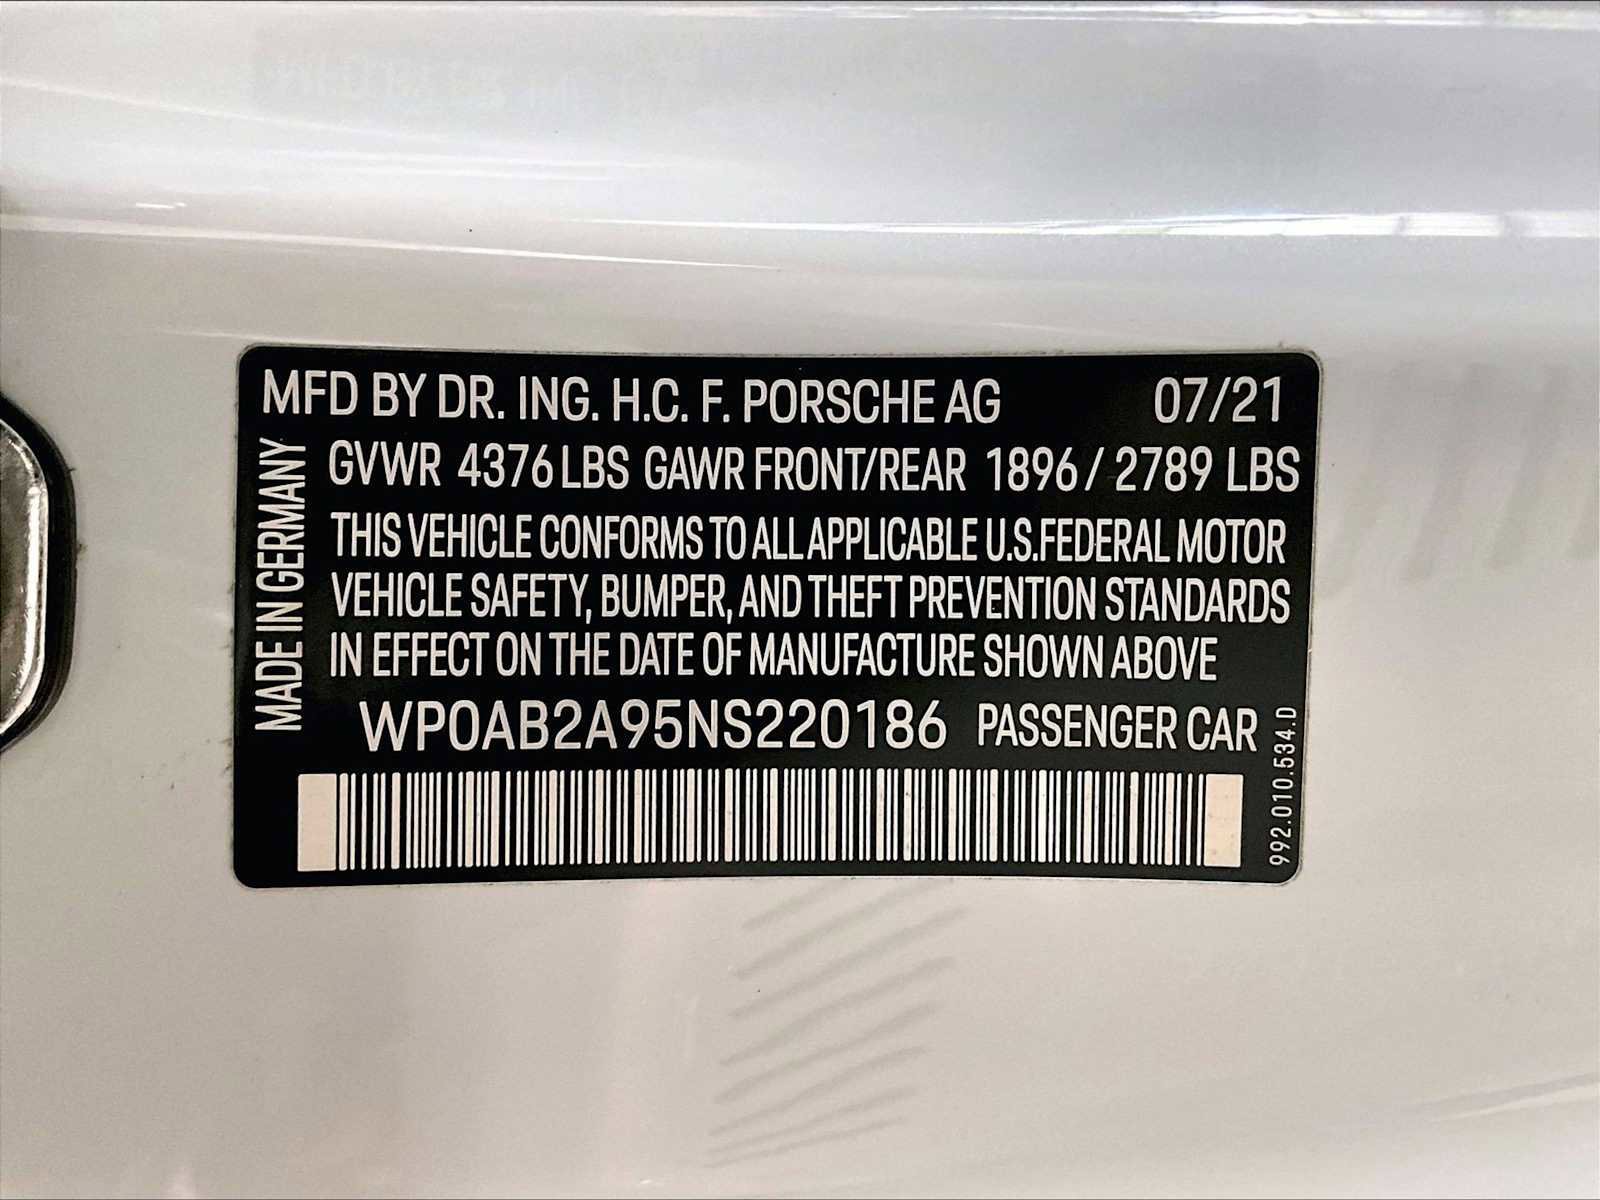 MFD BY DR. ING. H.C. F. PORSCHE AG 07/21
GVWR 4376 LBS GAWR FRONT/REAR 1896 / 2789 LBS
THIS VEHICLE CONFORMS TO ALL APPLICABLE U.S.FEDERAL MOTOR
VEHICLE SAFETY, BUMPER, AND THEFT PREVENTION STANDARDS
IN EFFECT ON THE DATE OF MANUFACTURE SHOWN ABOVE
WP0AB2A95NS220186 PASSENGER CAR
MADE IN GERMANY
992.010.534.D